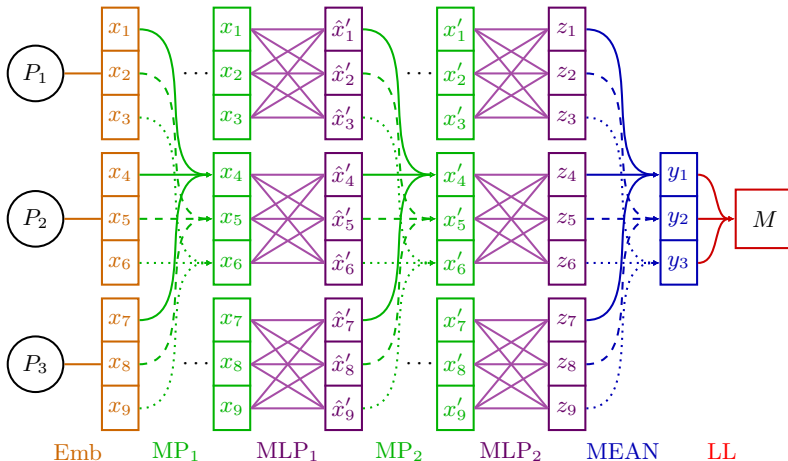 x₁ x₁ x̂′₁ x′₁ z₁
P₁ x₂ ··· x₂ x̂′₂ ··· x′₂ z₂
x₃ x₃ x̂′₃ x′₃ z₃
x₄ x₄ x̂′₄ x′₄ z₄ y₁
P₂ x₅ x₅ x̂′₅ x′₅ z₅ y₂ M
x₆ x₆ x̂′₆ x′₆ z₆ y₃
x₇ x₇ x̂′₇ x′₇ z₇
P₃ x₈ ··· x₈ x̂′₈ ··· x′₈ z₈
x₉ x₉ x̂′₉ x′₉ z₉
Emb MP₁ MLP₁ MP₂ MLP₂ MEAN LL